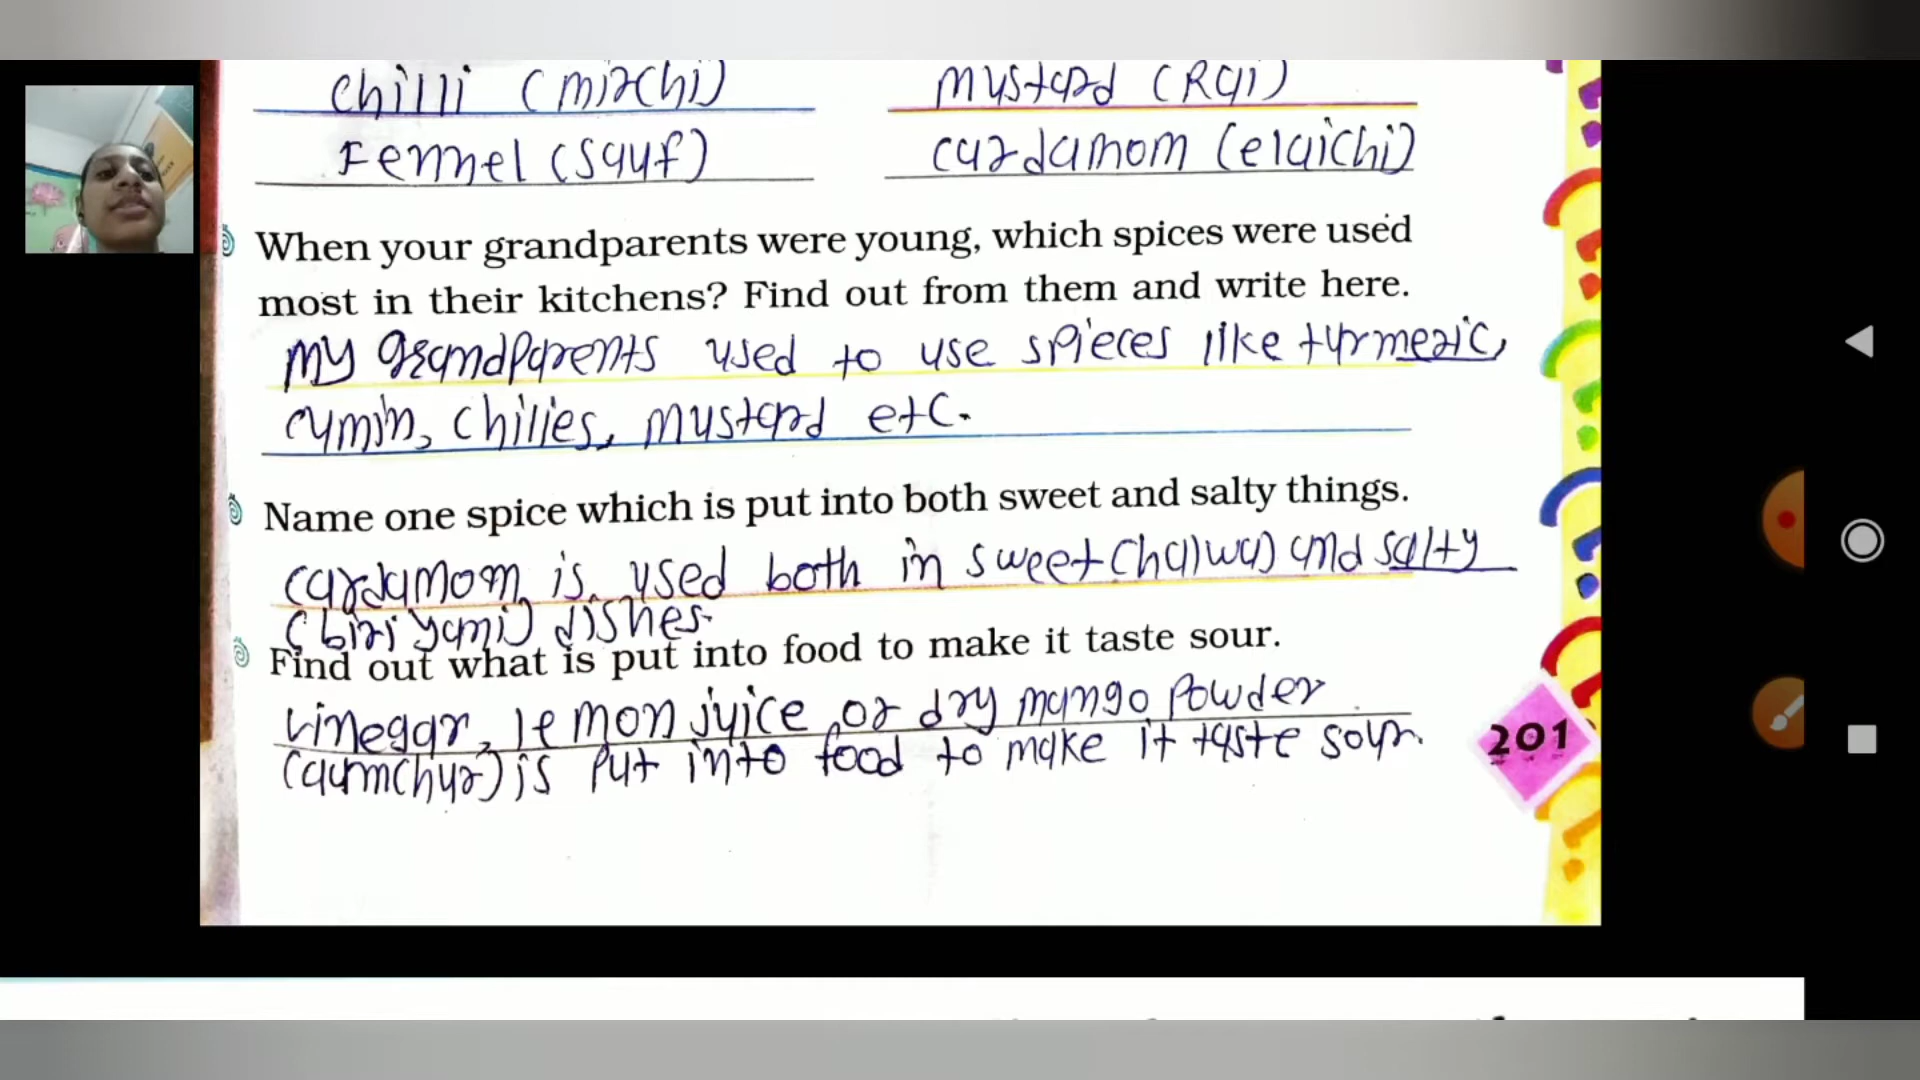 Chilli (mirchi)
Mustard (Rai)
Fennel (sauf)
Cardamom (elaichi)
When your grandparents were young, which spices were used
most in their kitchens? Find out from them and write here.
My grandparents used to use spieces like turmeric,
cumin, chillies, mustard etc.
Name one spice which is put into both sweet and salty things.
Cardamom is used both in sweet (halwa) and salty
(biriyani) dishes.
Find out what is put into food to make it taste sour.
Vineggar, lemon juice or dry mango powder
(aamchur) is put into food to make it taste sour.
201